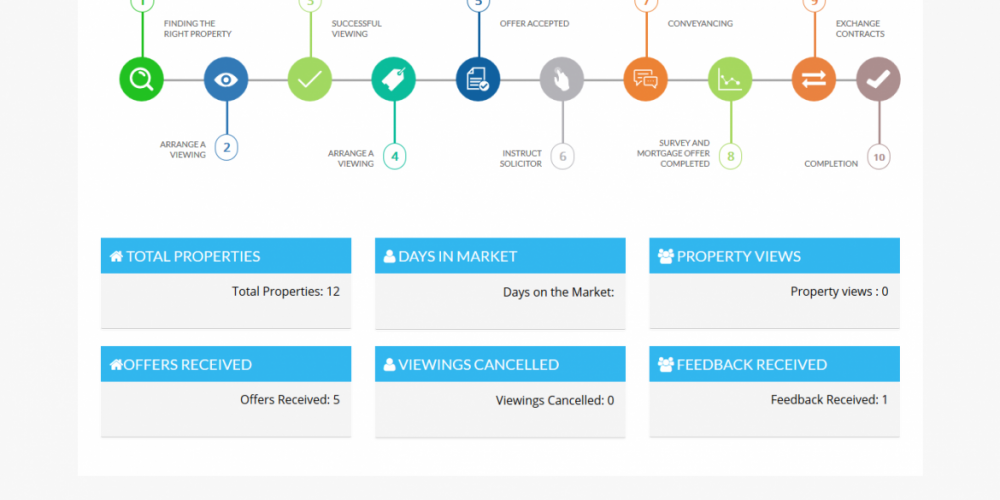 1
3
5
7
9
FINDING THE
RIGHT PROPERTY
SUCCESSFUL
VIEWING
OFFER ACCEPTED
CONVEYANCING
EXCHANGE
CONTRACTS
ARRANGE A
VIEWING
2
ARRANGE A
VIEWING
4
INSTRUCT
SOLICITOR
6
SURVEY AND
MORTGAGE OFFER
COMPLETED
8
COMPLETION
10
TOTAL PROPERTIES
Total Properties: 12
DAYS IN MARKET
Days on the Market:
PROPERTY VIEWS
Property views : 0
OFFERS RECEIVED
Offers Received: 5
VIEWINGS CANCELLED
Viewings Cancelled: 0
FEEDBACK RECEIVED
Feedback Received: 1